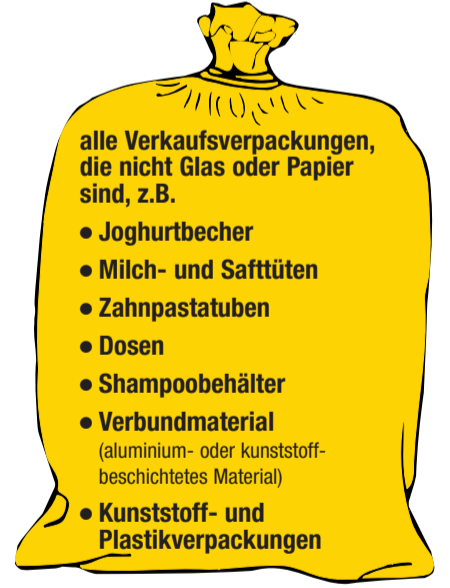 alle Verkaufsverpackungen,
die nicht Glas oder Papier
sind, z.B.
• Joghurtbecher
• Milch- und Safttüten
• Zahnpastatuben
• Dosen
• Shampoobehälter
• Verbundmaterial
(aluminium- oder kunststoff-
beschichtetes Material)
• Kunststoff- und
Plastikverpackungen